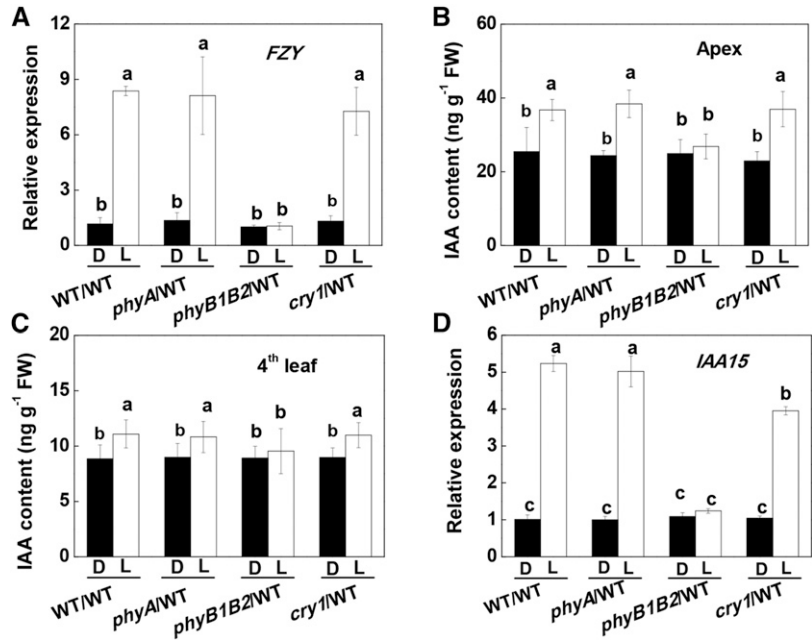 A
FZY
Relative expression
12
9
6
3
0
b a b a b b b a
D L D L D L D L
WT/WT phyA/WT phyB1B2/WT cry1/WT
B
Apex
IAA content (ng g⁻¹ FW)
60
40
20
0
b a b a b b b a
D L D L D L D L
WT/WT phyA/WT phyB1B2/WT cry1/WT
C
4th leaf
IAA content (ng g⁻¹ FW)
20
15
10
5
0
b a b a b b b a
D L D L D L D L
WT/WT phyA/WT phyB1B2/WT cry1/WT
D
IAA15
Relative expression
6
5
4
3
2
1
0
c a c a c c c b
D L D L D L D L
WT/WT phyA/WT phyB1B2/WT cry1/WT